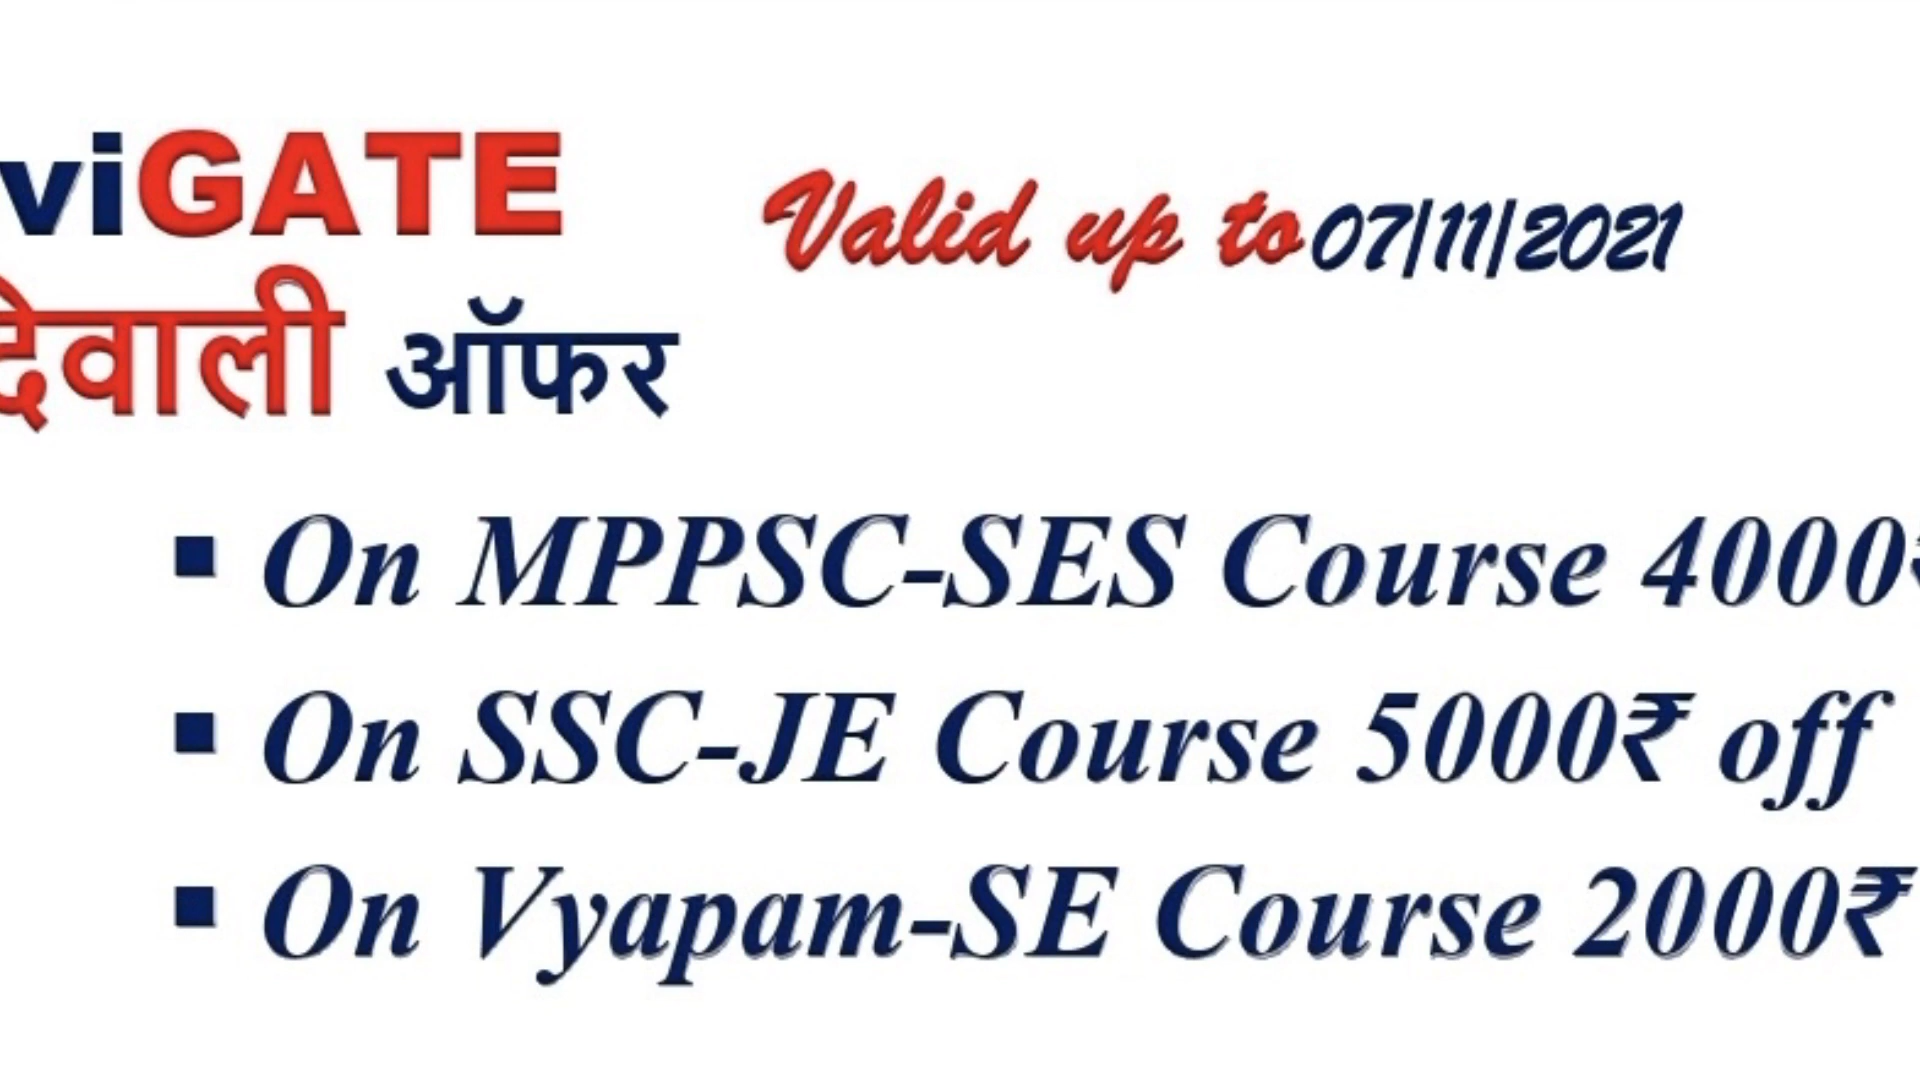 viGATE
Valid up to 07/11/2021
दिवाली ऑफर
▪ On MPPSC-SES Course 4000₹
▪ On SSC-JE Course 5000₹ off
▪ On Vyapam-SE Course 2000₹